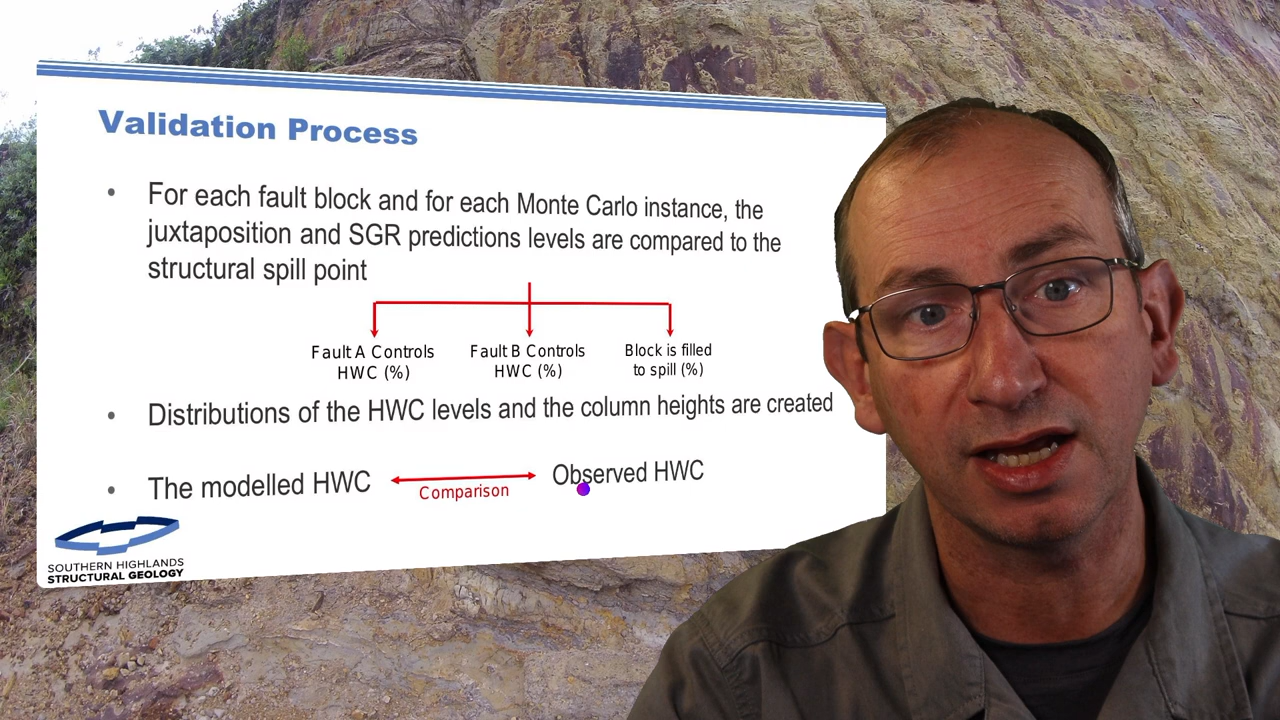 Validation Process
• For each fault block and for each Monte Carlo instance, the
juxtaposition and SGR predictions levels are compared to the
structural spill point
Fault A Controls
HWC (%)
Fault B Controls
HWC (%)
Block is filled
to spill (%)
• Distributions of the HWC levels and the column heights are created
• The modelled HWC
Comparison
Observed HWC
SOUTHERN HIGHLANDS
STRUCTURAL GEOLOGY